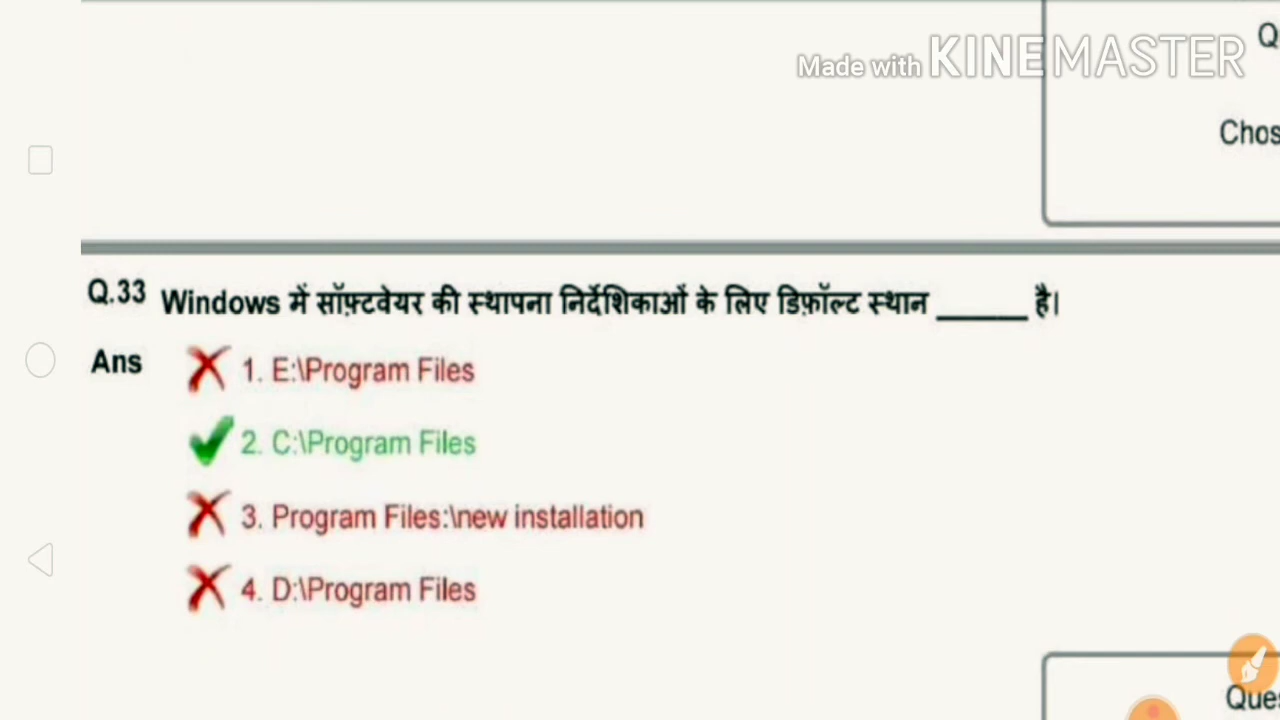 Made with KINEMASTER
Q
Chos
Q.33 Windows में सॉफ़्टवेयर की स्थापना निर्देशिकाओं के लिए डिफ़ॉल्ट स्थान ______ है।
Ans
1. E:\Program Files
2. C:\Program Files
3. Program Files:\new installation
4. D:\Program Files
Ques